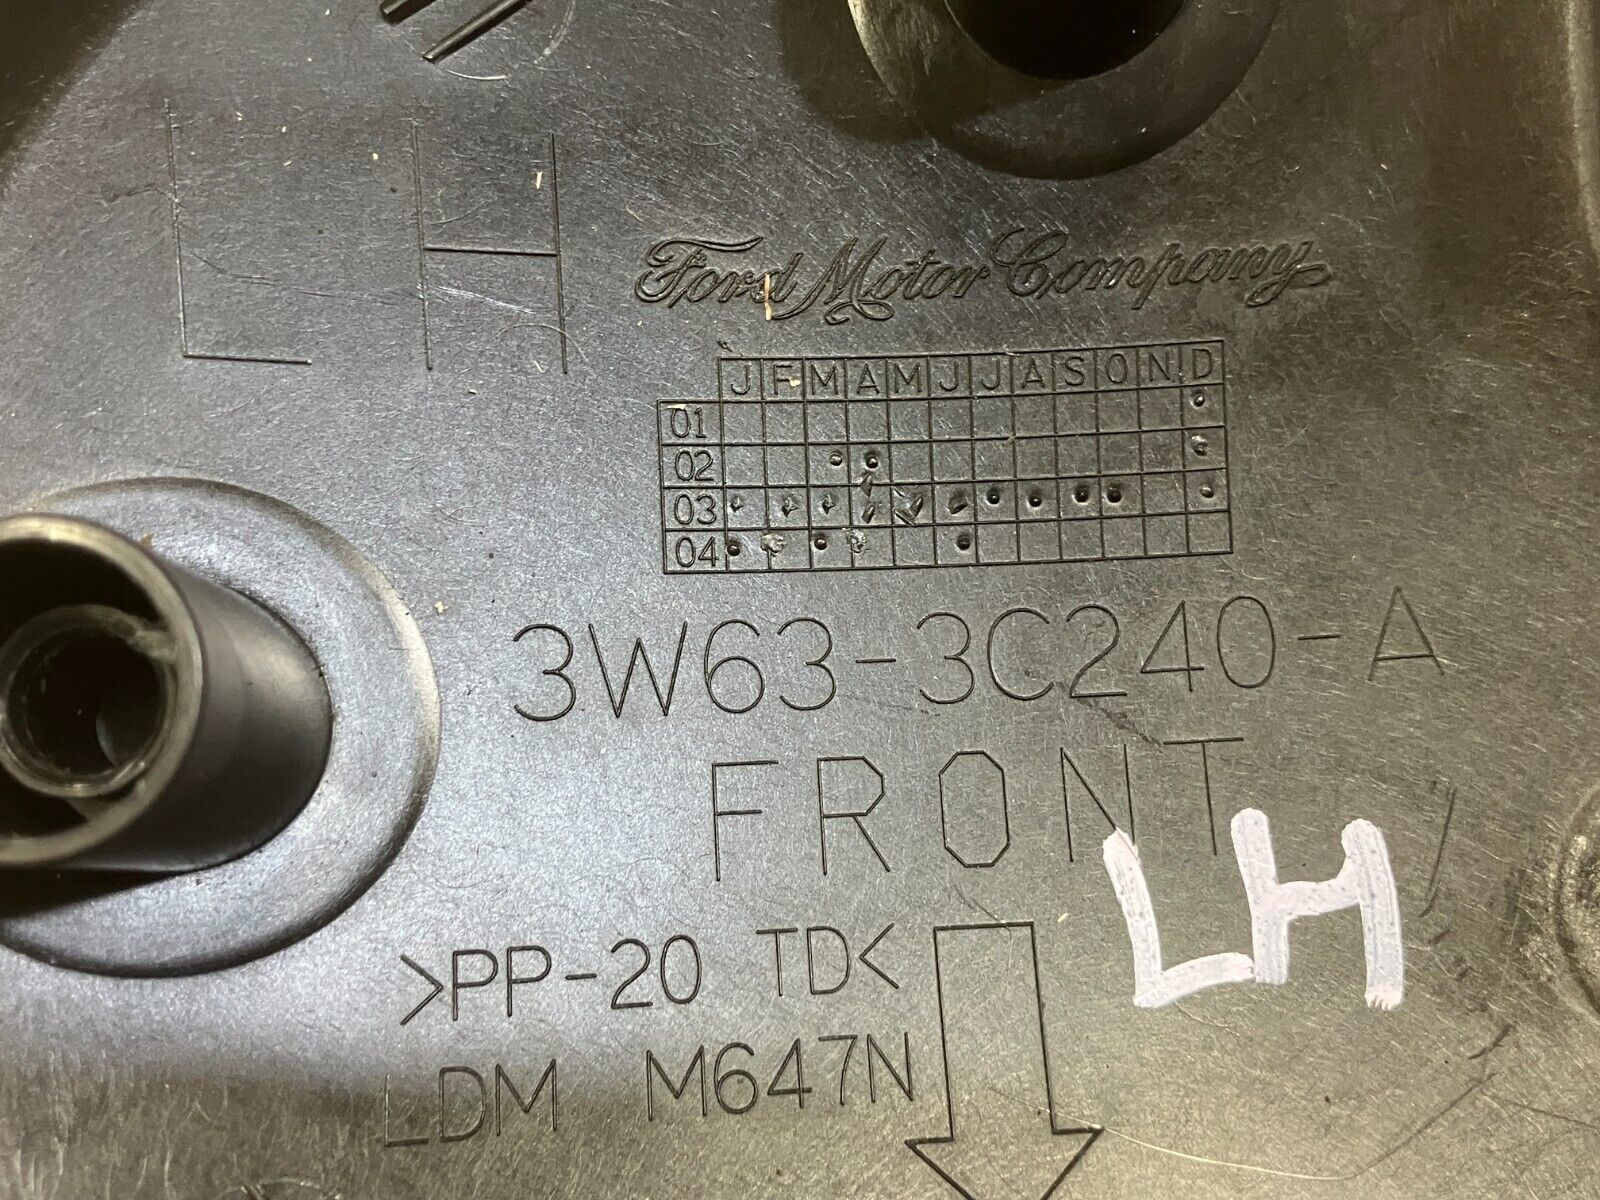 LH
Ford Motor Company
J F M A M J J A S O N D
01
02
03
04
3W63-3C240-A
FRONT
LH
>PP-20 TD<
LDM M647N